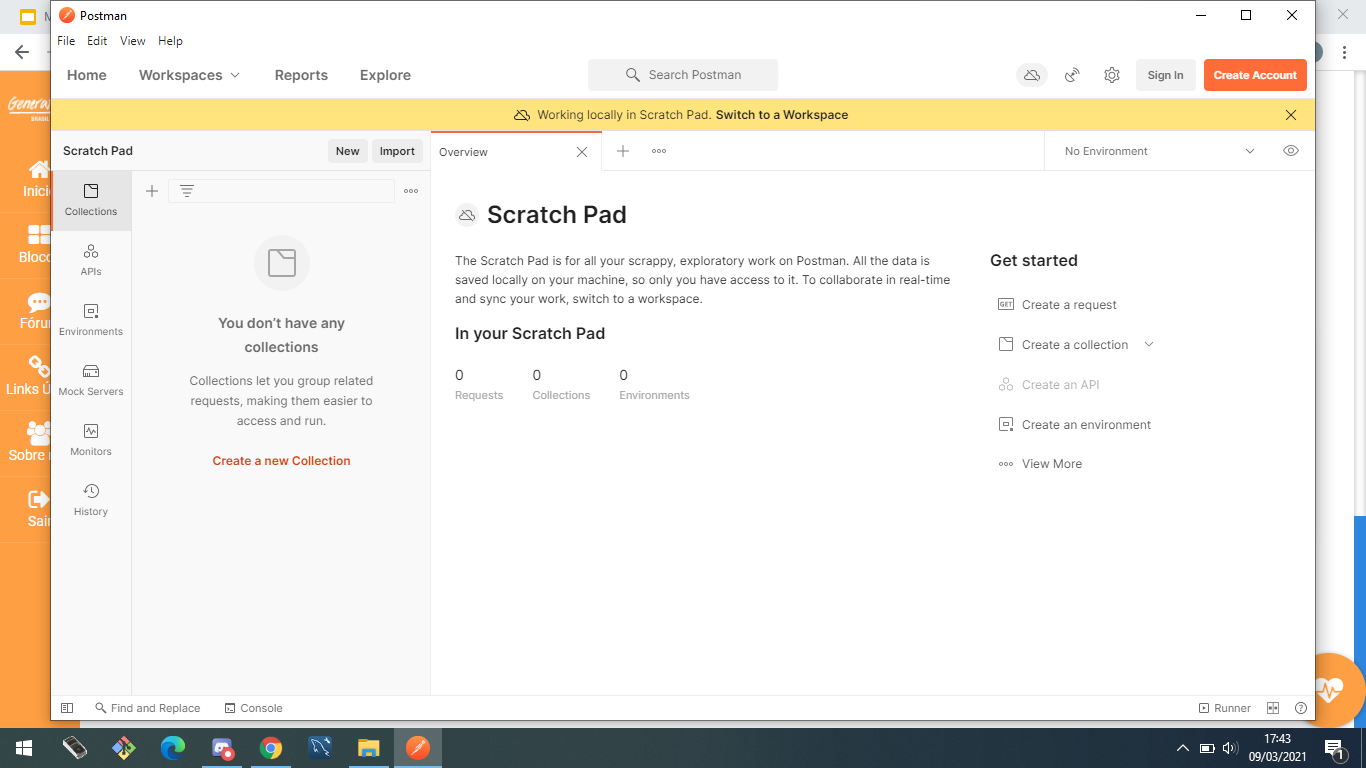 Postman
File Edit View Help
Home Workspaces Reports Explore
Search Postman
Sign In
Create Account
Working locally in Scratch Pad. Switch to a Workspace
Scratch Pad
New
Import
Overview
No Environment
Collections
APIs
Environments
Mock Servers
Monitors
History
You don't have any
collections
Collections let you group related
requests, making them easier to
access and run.
Create a new Collection
Scratch Pad
The Scratch Pad is for all your scrappy, exploratory work on Postman. All the data is
saved locally on your machine, so only you have access to it. To collaborate in real-time
and sync your work, switch to a workspace.
In your Scratch Pad
0 0 0
Requests Collections Environments
Get started
GET Create a request
Create a collection
Create an API
Create an environment
View More
Find and Replace
Console
Runner
BRASIL
Links
Sobre
Sair
17:43
09/03/2021
1